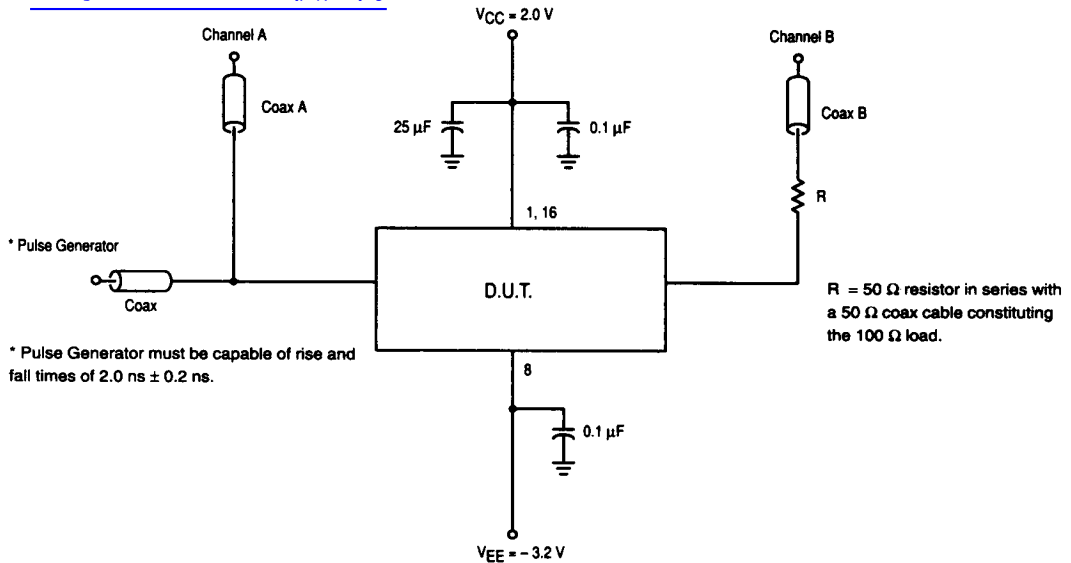 VCC = 2.0 V
Channel A
Channel B
Coax A
Coax B
25 µF
0.1 µF
R
1, 16
* Pulse Generator
Coax
D.U.T.
R = 50 Ω resistor in series with
a 50 Ω coax cable constituting
the 100 Ω load.
* Pulse Generator must be capable of rise and
fall times of 2.0 ns ± 0.2 ns.
8
0.1 µF
VEE = – 3.2 V